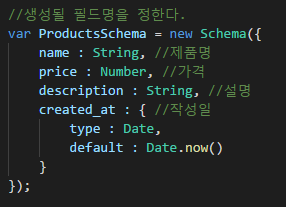 //생성될 필드명을 정한다.
var ProductsSchema = new Schema({
    name : String, //제품명
    price : Number, //가격
    description : String, //설명
    created_at : { //작성일
        type : Date,
        default : Date.now()
    }
});